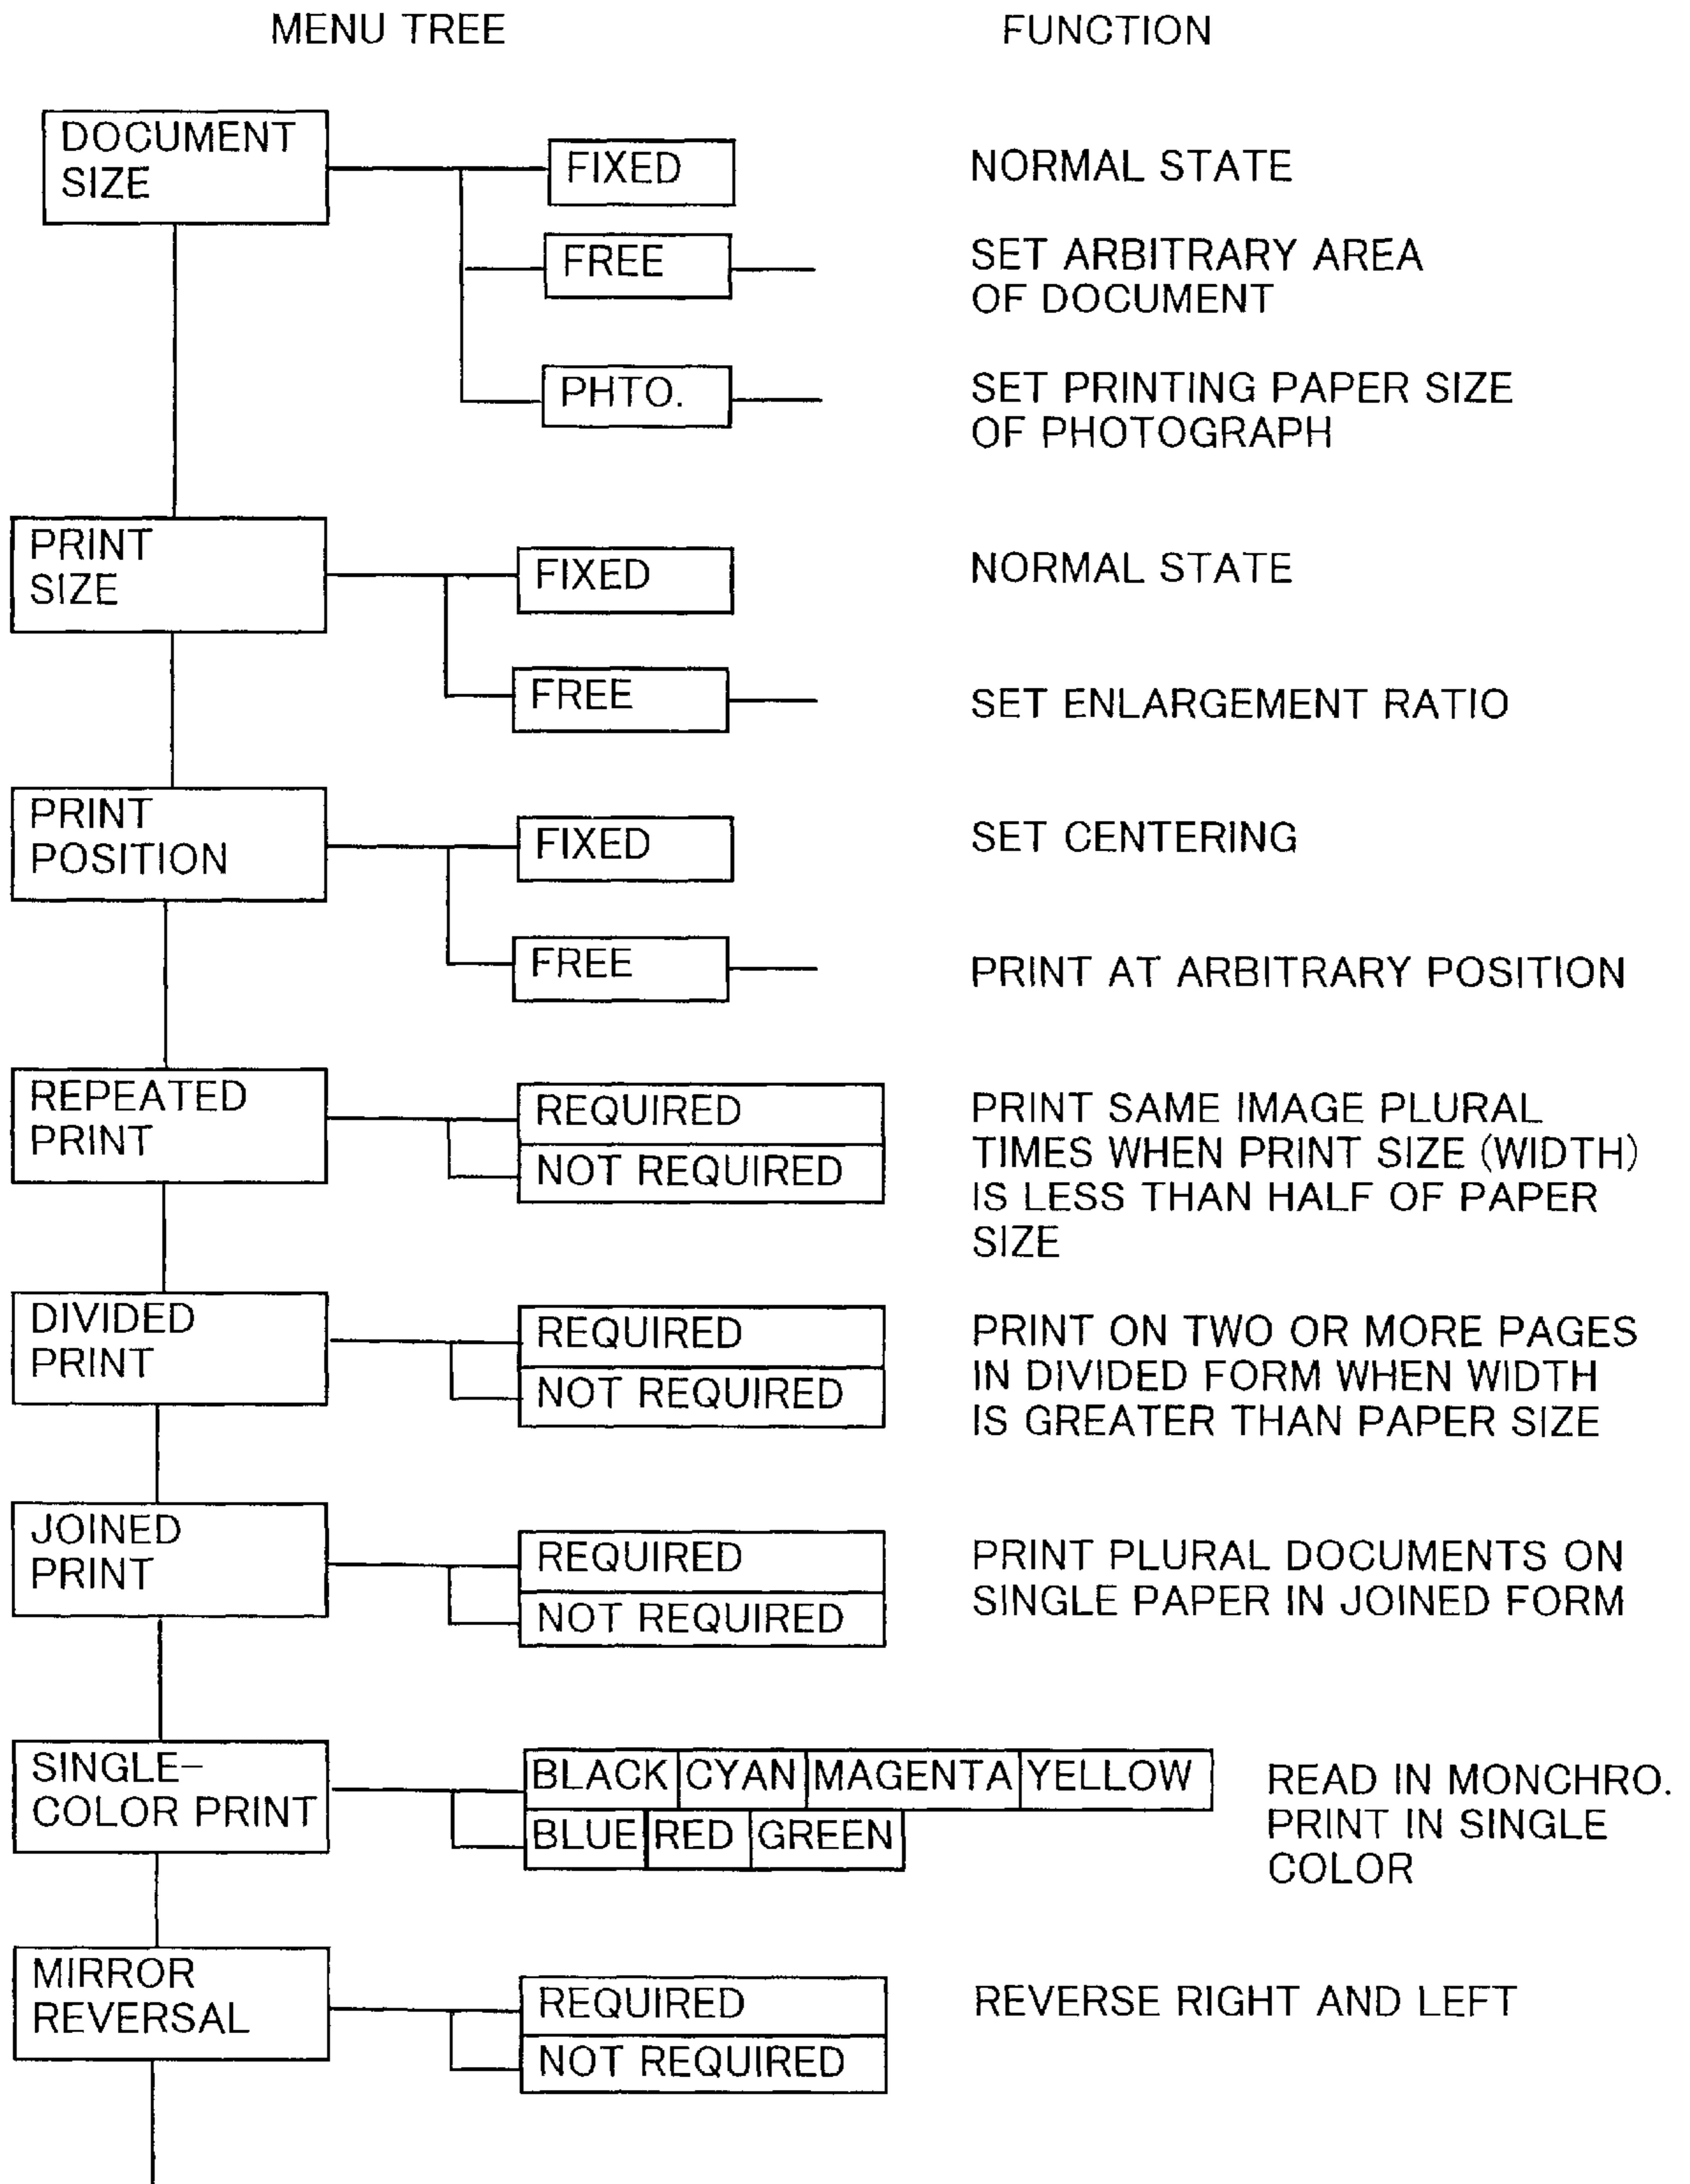 MENU TREE
FUNCTION
DOCUMENT
SIZE
FIXED
NORMAL STATE
FREE
SET ARBITRARY AREA
OF DOCUMENT
PHTO.
SET PRINTING PAPER SIZE
OF PHOTOGRAPH
PRINT
SIZE
FIXED
NORMAL STATE
FREE
SET ENLARGEMENT RATIO
PRINT
POSITION
FIXED
SET CENTERING
FREE
PRINT AT ARBITRARY POSITION
REPEATED
PRINT
REQUIRED
NOT REQUIRED
PRINT SAME IMAGE PLURAL
TIMES WHEN PRINT SIZE (WIDTH)
IS LESS THAN HALF OF PAPER
SIZE
DIVIDED
PRINT
REQUIRED
NOT REQUIRED
PRINT ON TWO OR MORE PAGES
IN DIVIDED FORM WHEN WIDTH
IS GREATER THAN PAPER SIZE
JOINED
PRINT
REQUIRED
NOT REQUIRED
PRINT PLURAL DOCUMENTS ON
SINGLE PAPER IN JOINED FORM
SINGLE-
COLOR PRINT
BLACK CYAN MAGENTA YELLOW
BLUE RED GREEN
READ IN MONCHRO.
PRINT IN SINGLE
COLOR
MIRROR
REVERSAL
REQUIRED
NOT REQUIRED
REVERSE RIGHT AND LEFT